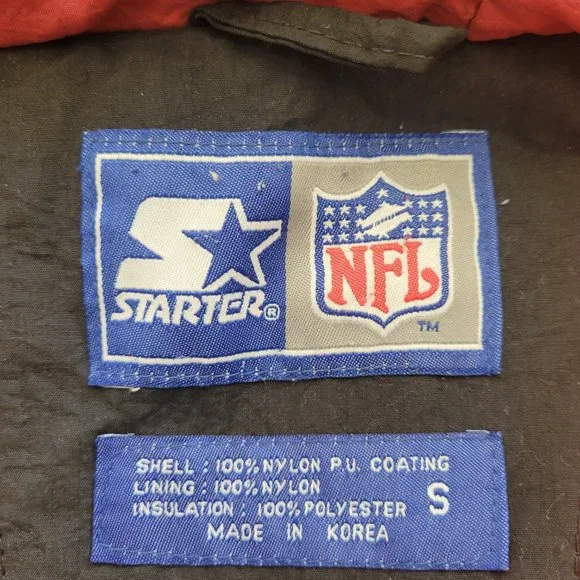 STARTER®
NFL
TM
SHELL : 100% NYLON P.U. COATING
LINING : 100% NYLON
INSULATION : 100% POLYESTER S
MADE IN KOREA